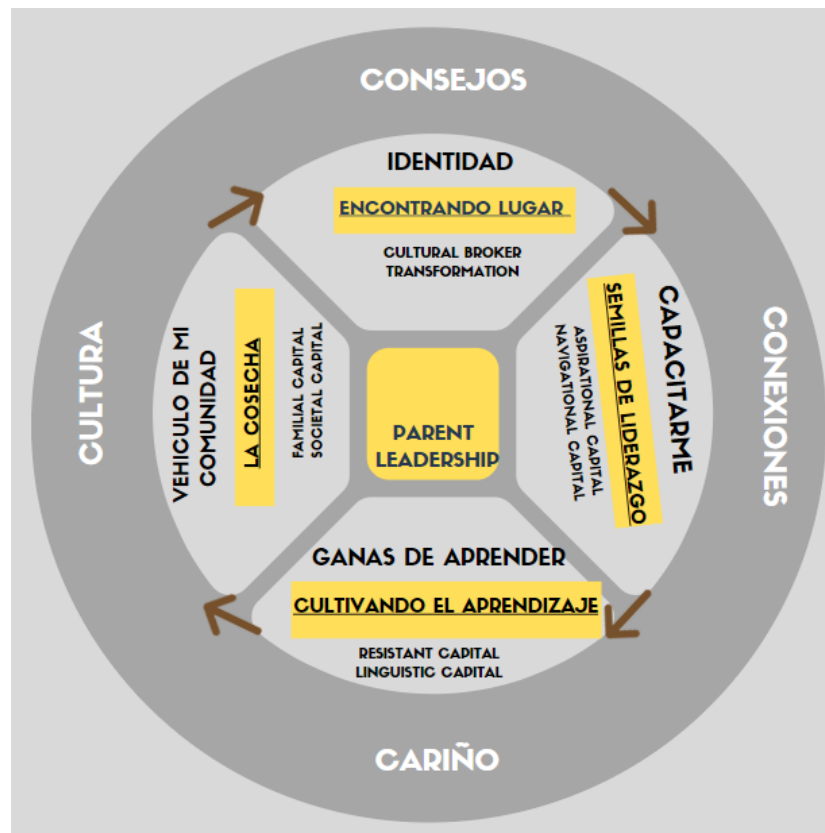 CONSEJOS
IDENTIDAD
ENCONTRANDO LUGAR
CULTURAL BROKER
TRANSFORMATION
CONEXIONES
CAPACITARME
SEMILLAS DE LIDERAZGO
ASPIRATIONAL CAPITAL
NAVIGATIONAL CAPITAL
CARIÑO
GANAS DE APRENDER
CULTIVANDO EL APRENDIZAJE
RESISTANT CAPITAL
LINGUISTIC CAPITAL
CULTURA
VEHICULO DE MI
COMUNIDAD
LA COSECHA
FAMILIAL CAPITAL
SOCIETAL CAPITAL
PARENT
LEADERSHIP